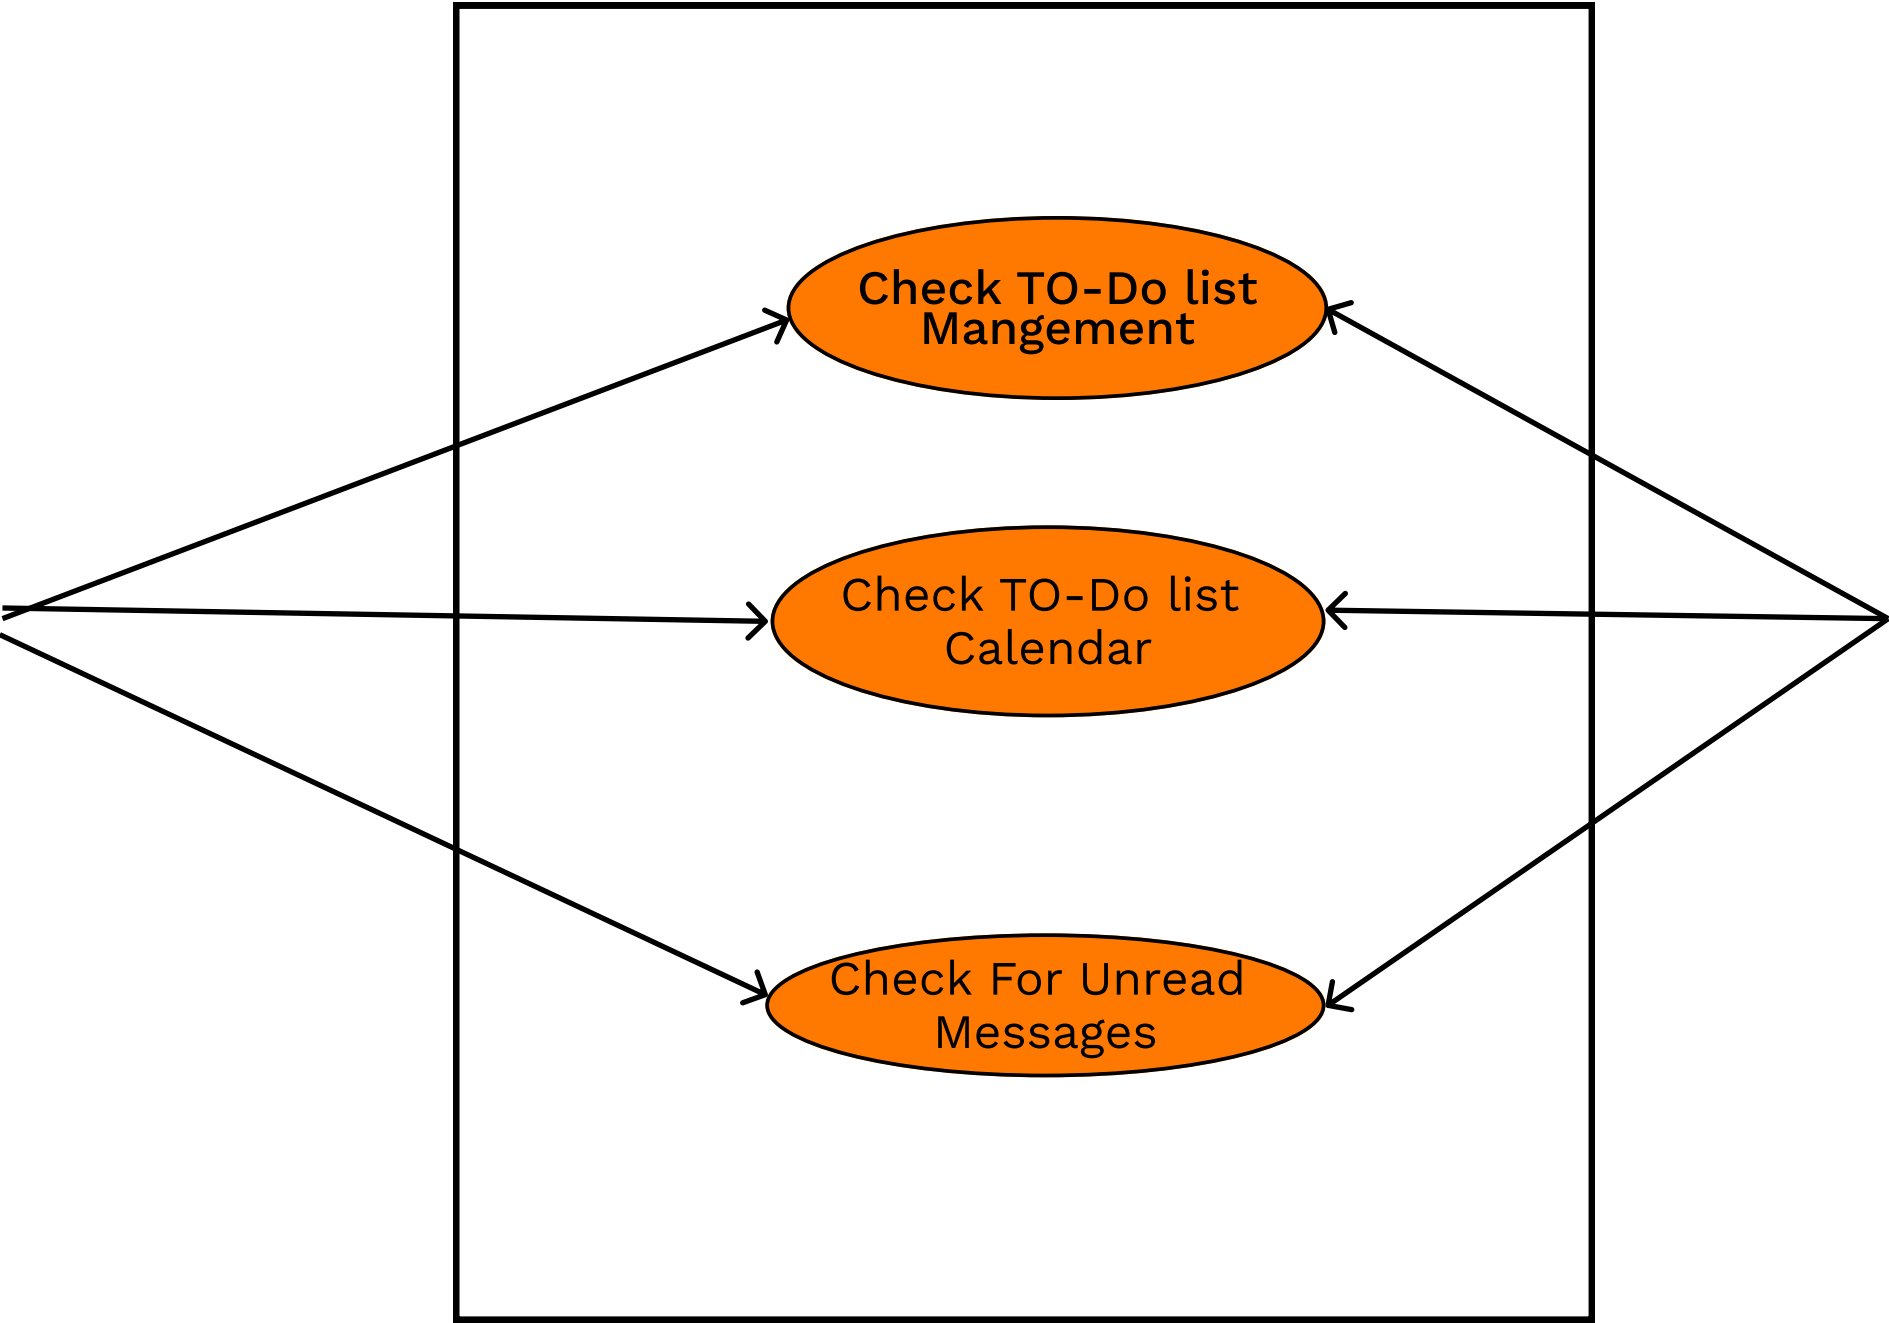 Check TO-Do list
Mangement
Check TO-Do list
Calendar
Check For Unread
Messages